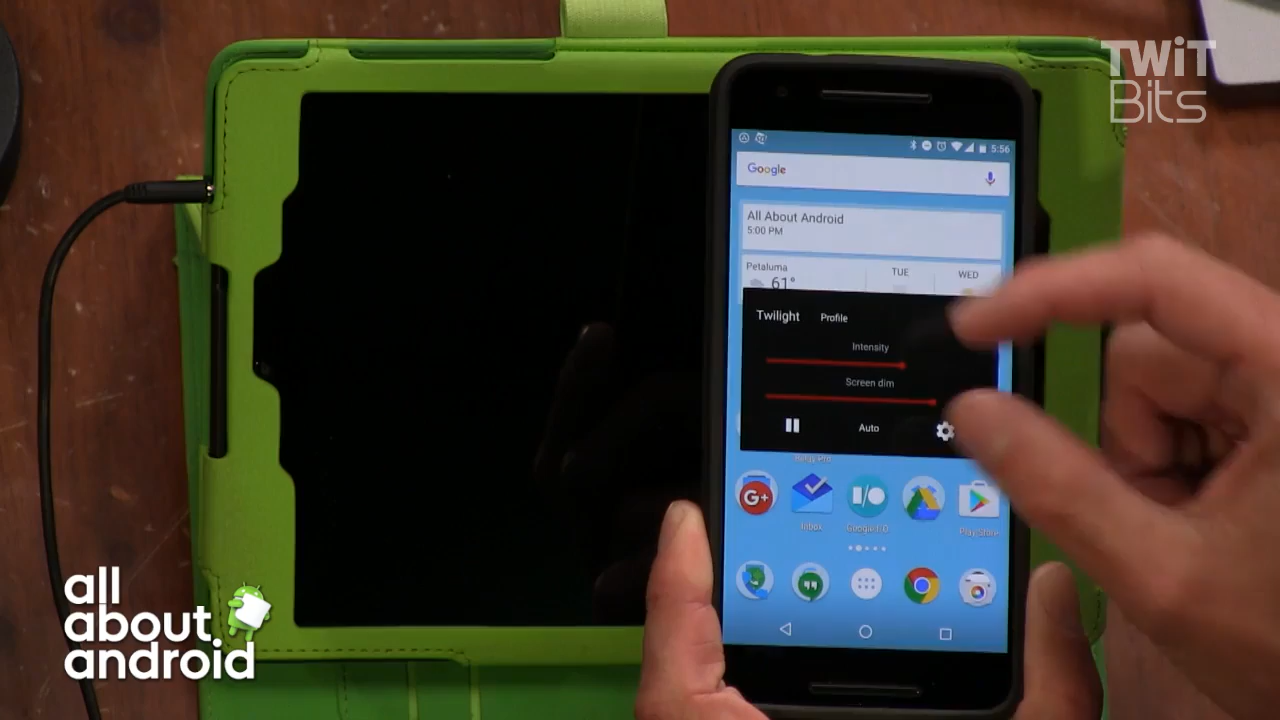 TWiT
Bits
5:56
Google
All About Android
5:00 PM
Petaluma
61°
TUE
WED
Twilight
Profile
Intensity
Screen dim
Auto
G+
I/O
Inbox
Google I/O
Play Store
all
about
android